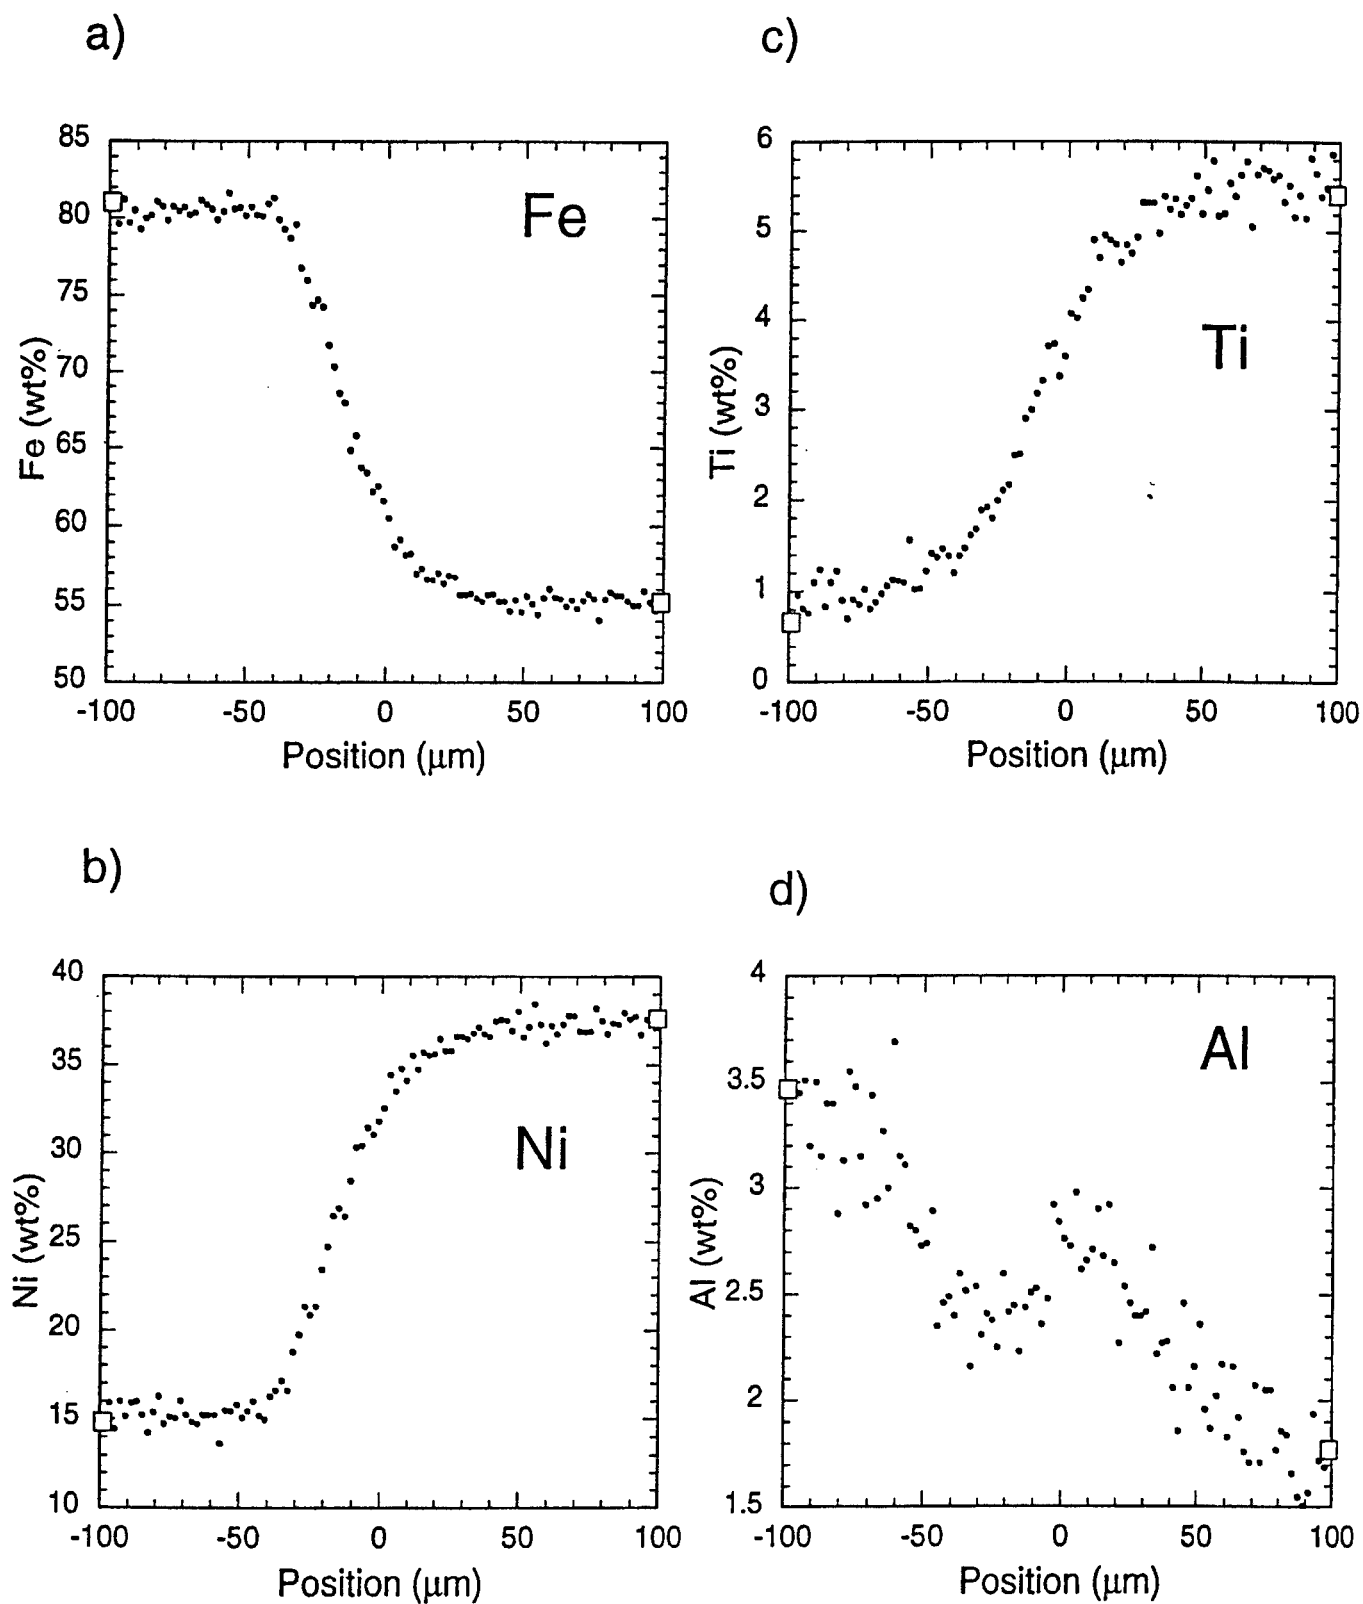 a)
85
80
75
70
65
60
55
50
Fe (wt%)
Fe
-100 -50 0 50 100
Position (μm)
c)
6
5
4
3
2
1
0
Ti (wt%)
Ti
-100 -50 0 50 100
Position (μm)
b)
40
35
30
25
20
15
10
Ni (wt%)
Ni
-100 -50 0 50 100
Position (μm)
d)
4
3.5
3
2.5
2
1.5
Al (wt%)
Al
-100 -50 0 50 100
Position (μm)